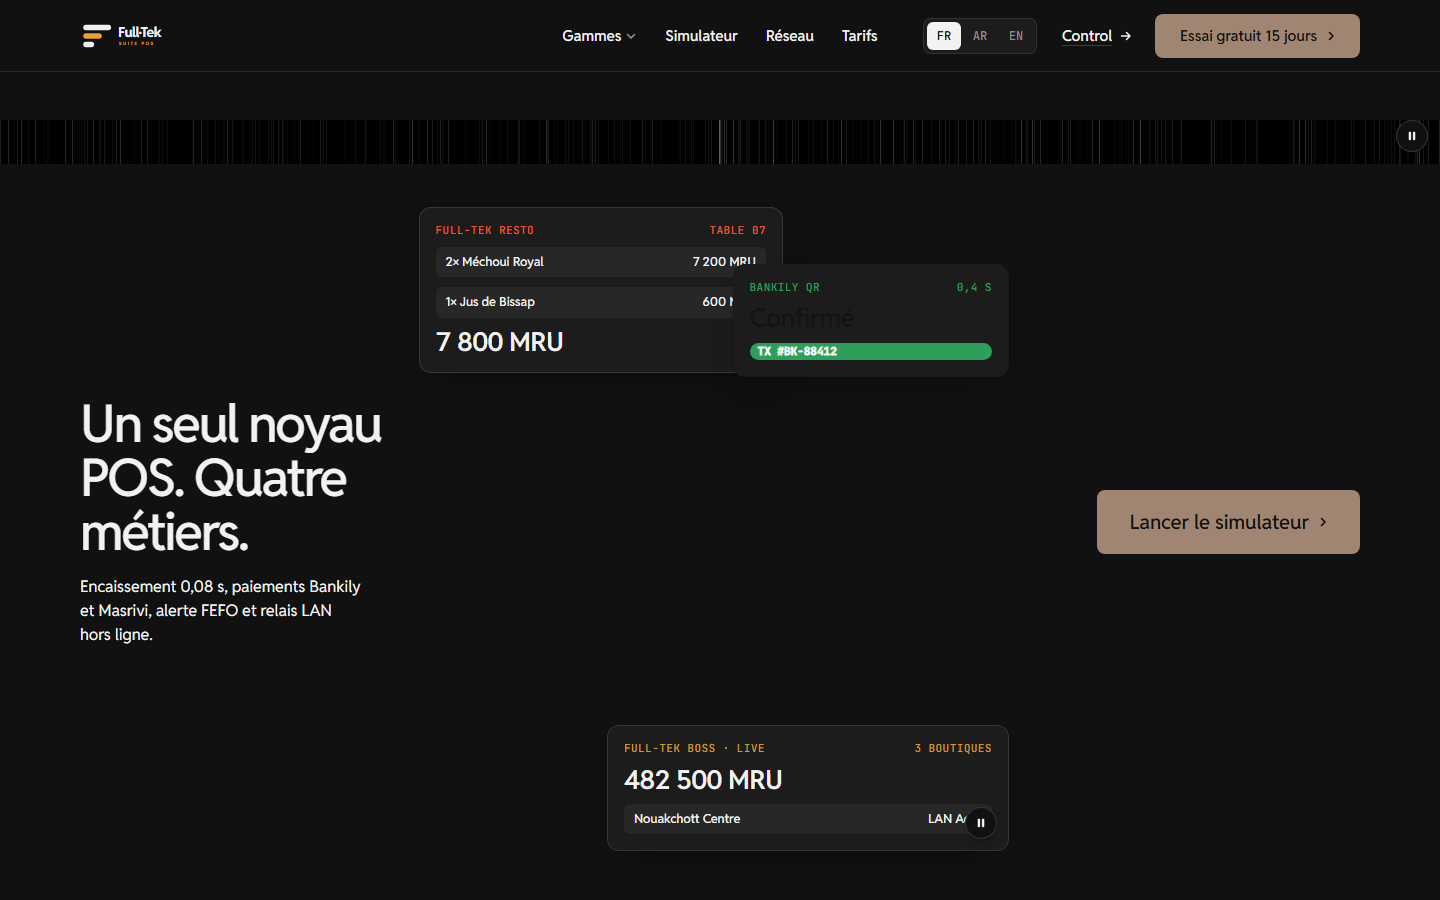 Full-Tek
SUITE POS
Gammes
Simulateur
Réseau
Tarifs
FR
AR
EN
Control
Essai gratuit 15 jours
FULL-TEK RESTO
TABLE 07
2× Méchoui Royal
7 200 MRU
1× Jus de Bissap
600
7 800 MRU
BANKILY QR
0,4 S
Confirmé
TX #BK-88412
Un seul noyau
POS. Quatre
métiers.
Encaissement 0,08 s, paiements Bankily
et Masrivi, alerte FEFO et relais LAN
hors ligne.
Lancer le simulateur
FULL-TEK BOSS · LIVE
3 BOUTIQUES
482 500 MRU
Nouakchott Centre
LAN